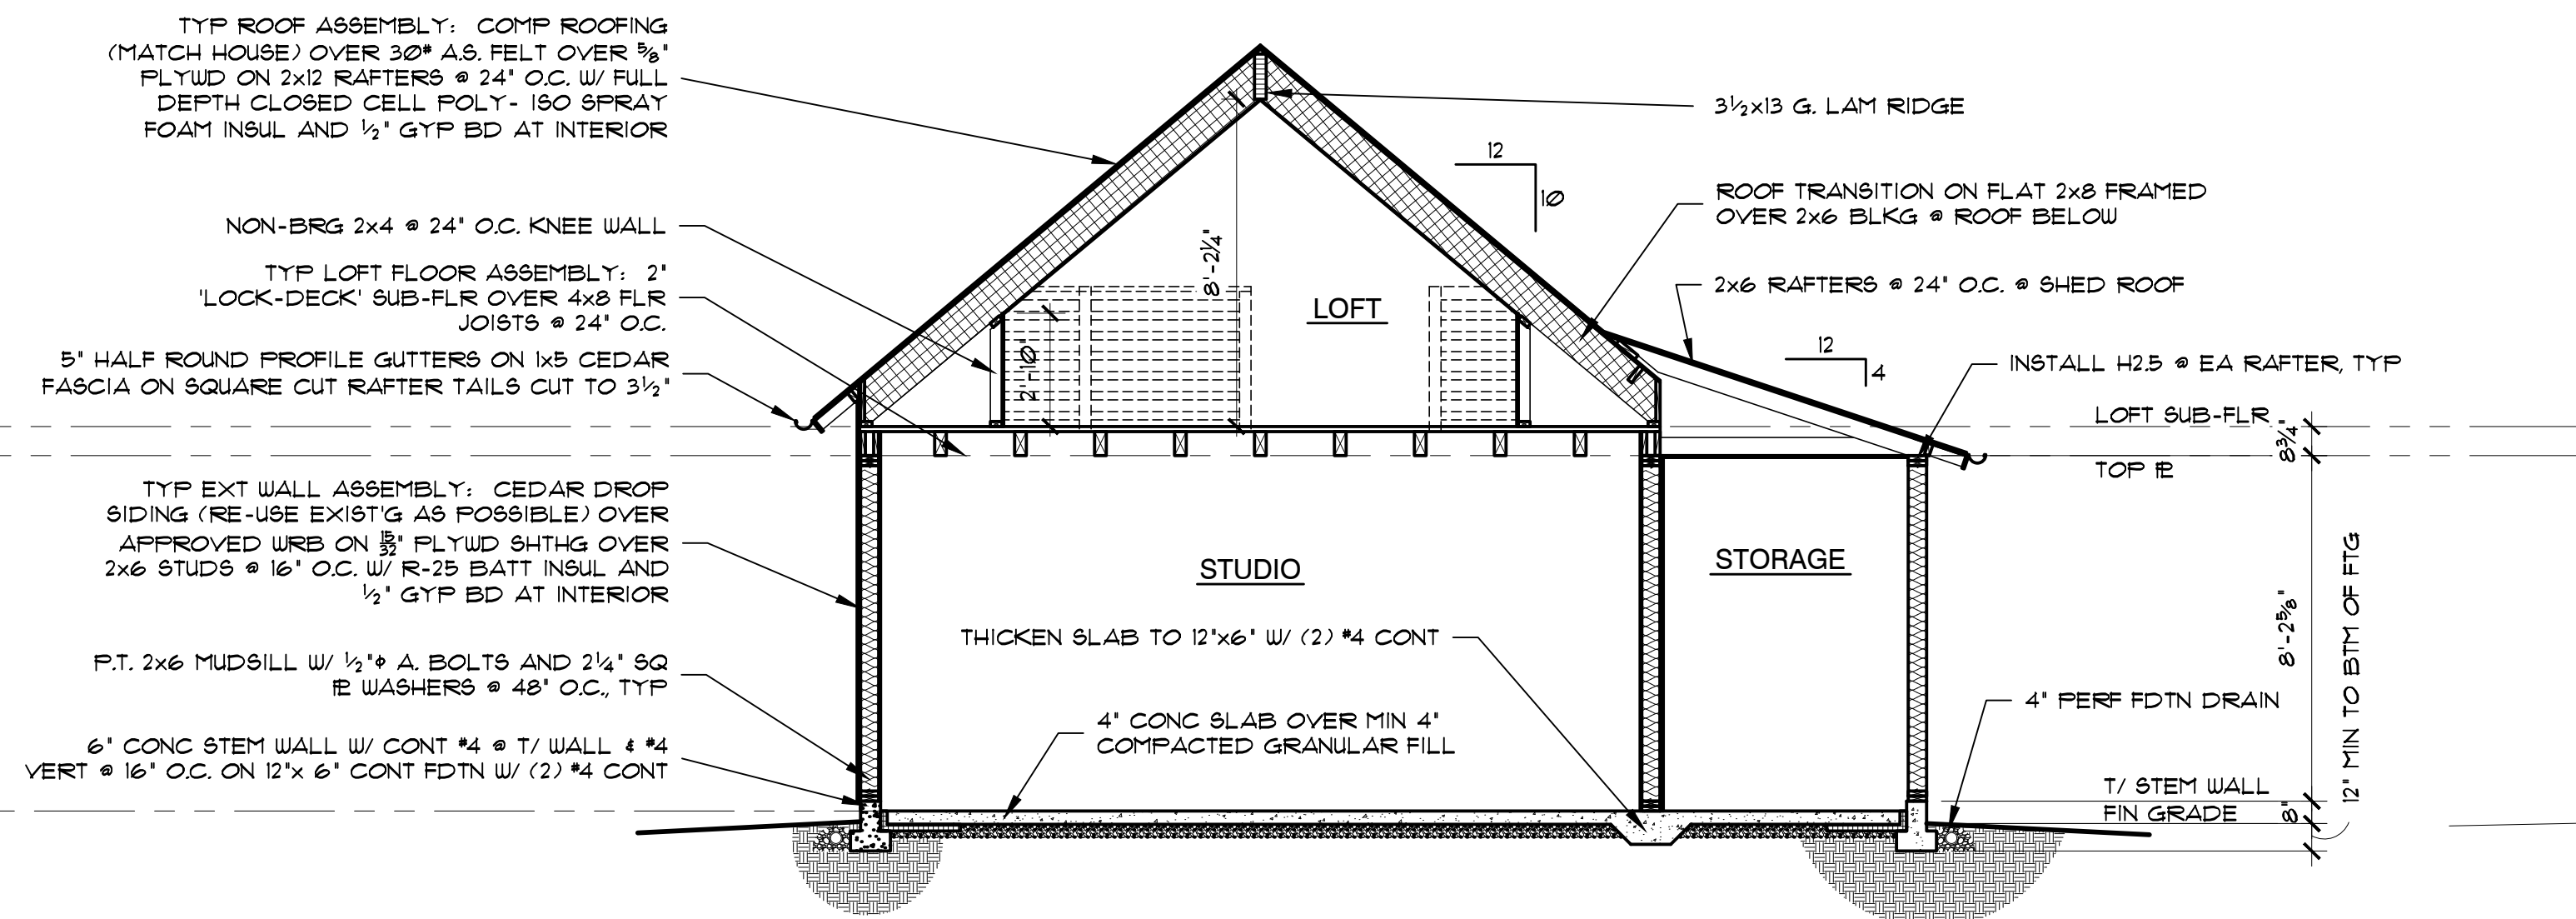 TYP ROOF ASSEMBLY: COMP ROOFING
(MATCH HOUSE) OVER 30# A.S. FELT OVER 5/8"
PLYWD ON 2x12 RAFTERS @ 24" O.C. W/ FULL
DEPTH CLOSED CELL POLY- ISO SPRAY
FOAM INSUL AND 1/2" GYP BD AT INTERIOR
NON-BRG 2x4 @ 24" O.C. KNEE WALL
TYP LOFT FLOOR ASSEMBLY: 2"
'LOCK-DECK' SUB-FLR OVER 4x8 FLR
JOISTS @ 24" O.C.
5" HALF ROUND PROFILE GUTTERS ON 1x5 CEDAR
FASCIA ON SQUARE CUT RAFTER TAILS CUT TO 3 1/2"
TYP EXT WALL ASSEMBLY: CEDAR DROP
SIDING (RE-USE EXIST'G AS POSSIBLE) OVER
APPROVED WRB ON 15/32" PLYWD SHTHG OVER
2x6 STUDS @ 16" O.C. W/ R-25 BATT INSUL AND
1/2" GYP BD AT INTERIOR
P.T. 2x6 MUDSILL W/ 1/2"φ A. BOLTS AND 2 1/4" SQ
PL WASHERS @ 48" O.C., TYP
6" CONC STEM WALL W/ CONT #4 @ T/ WALL & #4
VERT @ 16" O.C. ON 12"x 6" CONT FDTN W/ (2) #4 CONT
8'-2 1/4"
2'-10"
LOFT
STUDIO
STORAGE
THICKEN SLAB TO 12"x6" W/ (2) #4 CONT
4" CONC SLAB OVER MIN 4"
COMPACTED GRANULAR FILL
3 1/2x13 G. LAM RIDGE
12
10
ROOF TRANSITION ON FLAT 2x8 FRAMED
OVER 2x6 BLKG @ ROOF BELOW
2x6 RAFTERS @ 24" O.C. @ SHED ROOF
12
4
INSTALL H2.5 @ EA RAFTER, TYP
LOFT SUB-FLR
8 3/4"
TOP PL
8'-2 5/8"
12" MIN TO BTM OF FTG
4" PERF FDTN DRAIN
T/ STEM WALL
FIN GRADE
8"